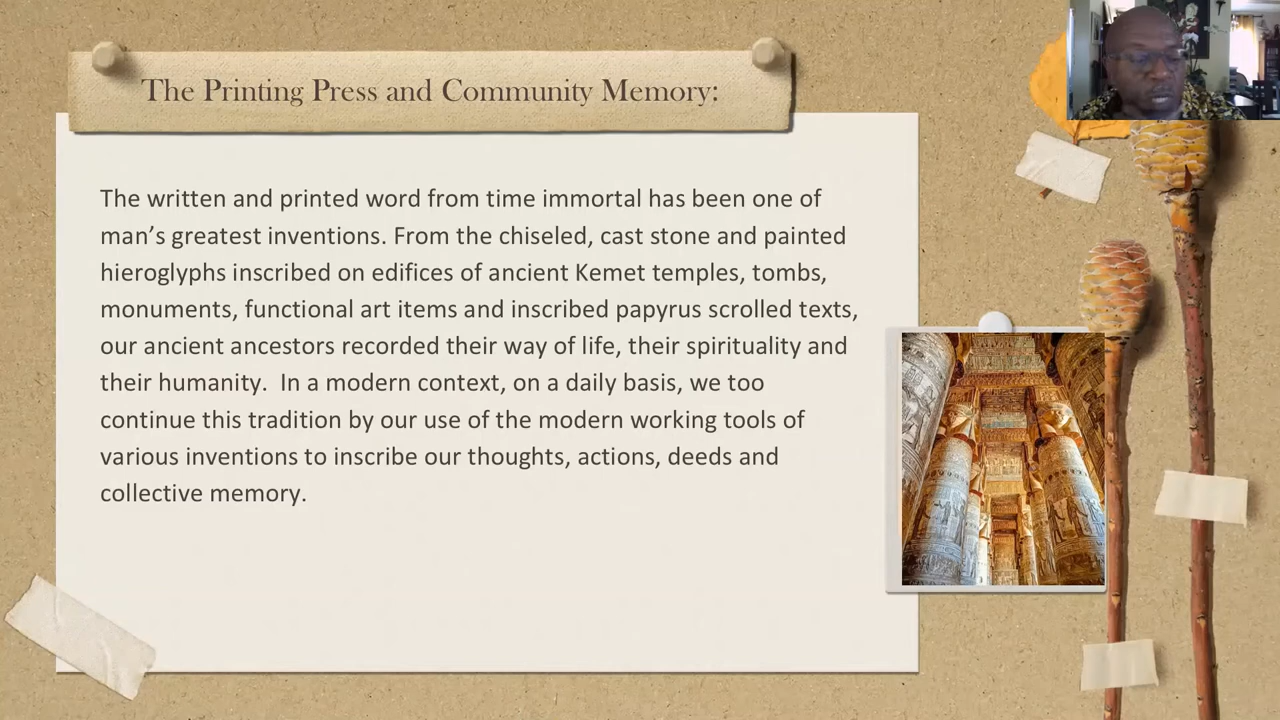 The Printing Press and Community Memory:
The written and printed word from time immortal has been one of
man’s greatest inventions. From the chiseled, cast stone and painted
hieroglyphs inscribed on edifices of ancient Kemet temples, tombs,
monuments, functional art items and inscribed papyrus scrolled texts,
our ancient ancestors recorded their way of life, their spirituality and
their humanity.  In a modern context, on a daily basis, we too
continue this tradition by our use of the modern working tools of
various inventions to inscribe our thoughts, actions, deeds and
collective memory.